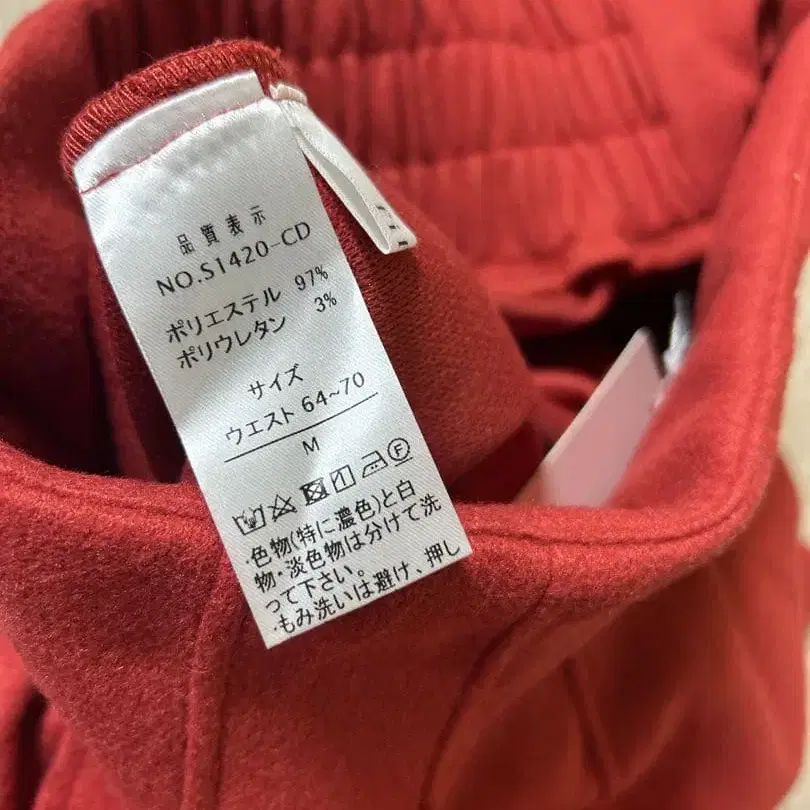 品質表示
NO.S1420-CD
ポリエステル 97%
ポリウレタン 3%
サイズ
ウエスト 64~70
M
F
・色物(特に濃色)と白
物・淡色物は分けて洗
って下さい。
・もみ洗いは避け、押し